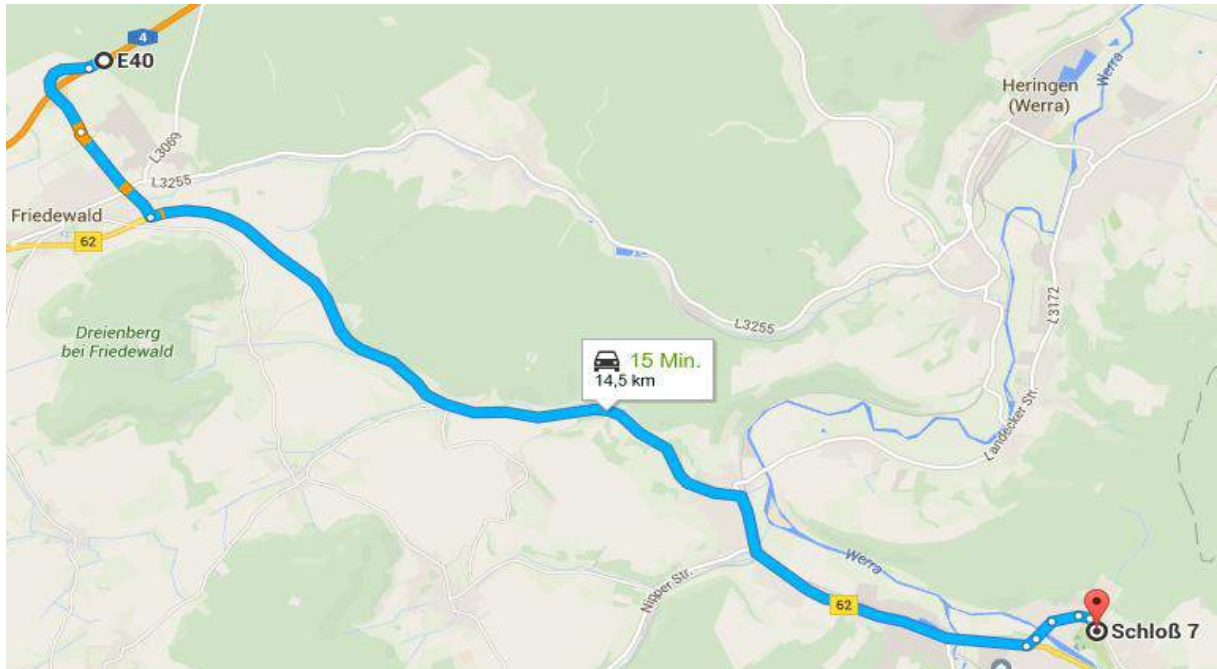 4
E40
Heringen
(Werra)
Werra
L3069
L3255
Friedewald
62
L3172
Dreienberg
bei Friedewald
L3255
15 Min.
14,5 km
Landecker Str.
Nipper Str.
Werra
62
Schloß 7